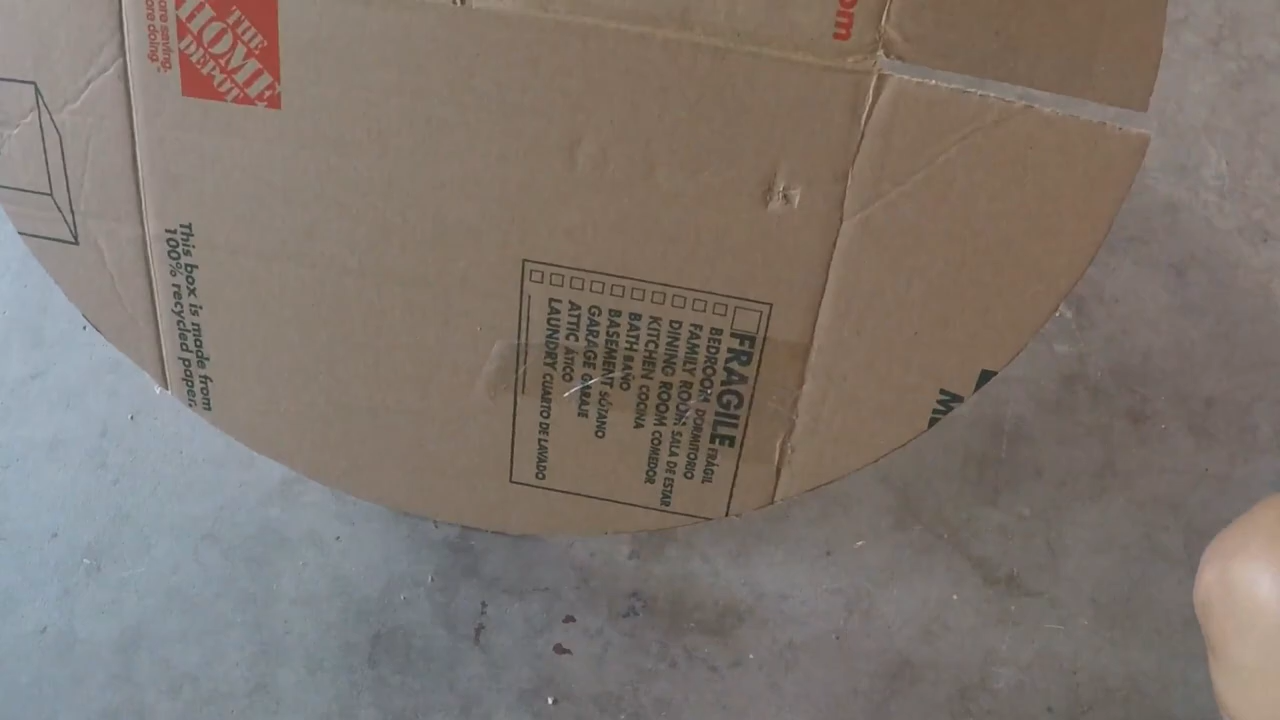 ore saving.
ore doing.™
THE
HOME
DEPOT
om
This box is made from
100% recycled paper.
FRAGILE FRÁGIL
BEDROOM DORMITORIO
FAMILY ROOM SALA DE ESTAR
DINING ROOM COMEDOR
KITCHEN COCINA
BATH BAÑO
BASEMENT SÓTANO
GARAGE GARAJE
ATTIC ÁTICO
LAUNDRY CUARTO DE LAVADO